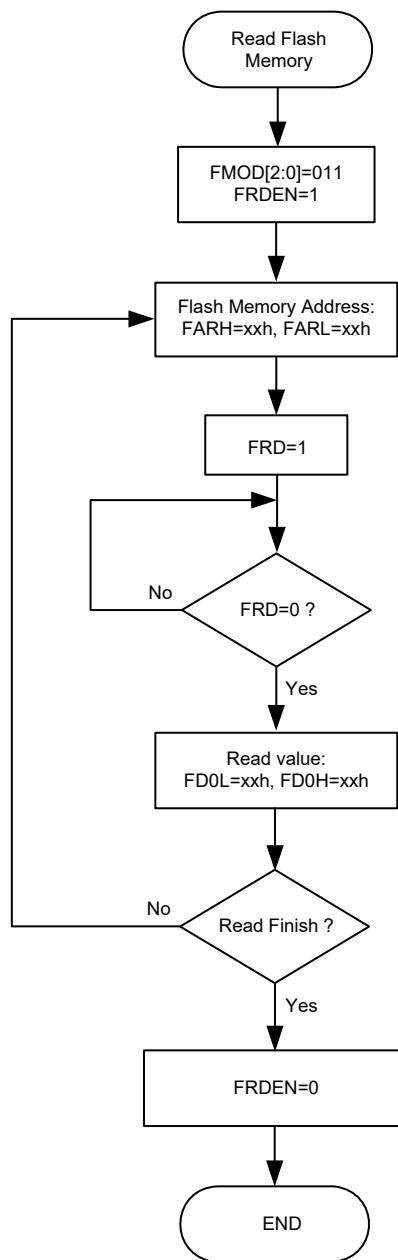 Read Flash
Memory
FMOD[2:0]=011
FRDEN=1
Flash Memory Address:
FARH=xxh, FARL=xxh
FRD=1
No
FRD=0 ?
Yes
Read value:
FD0L=xxh, FD0H=xxh
No
Read Finish ?
Yes
FRDEN=0
END